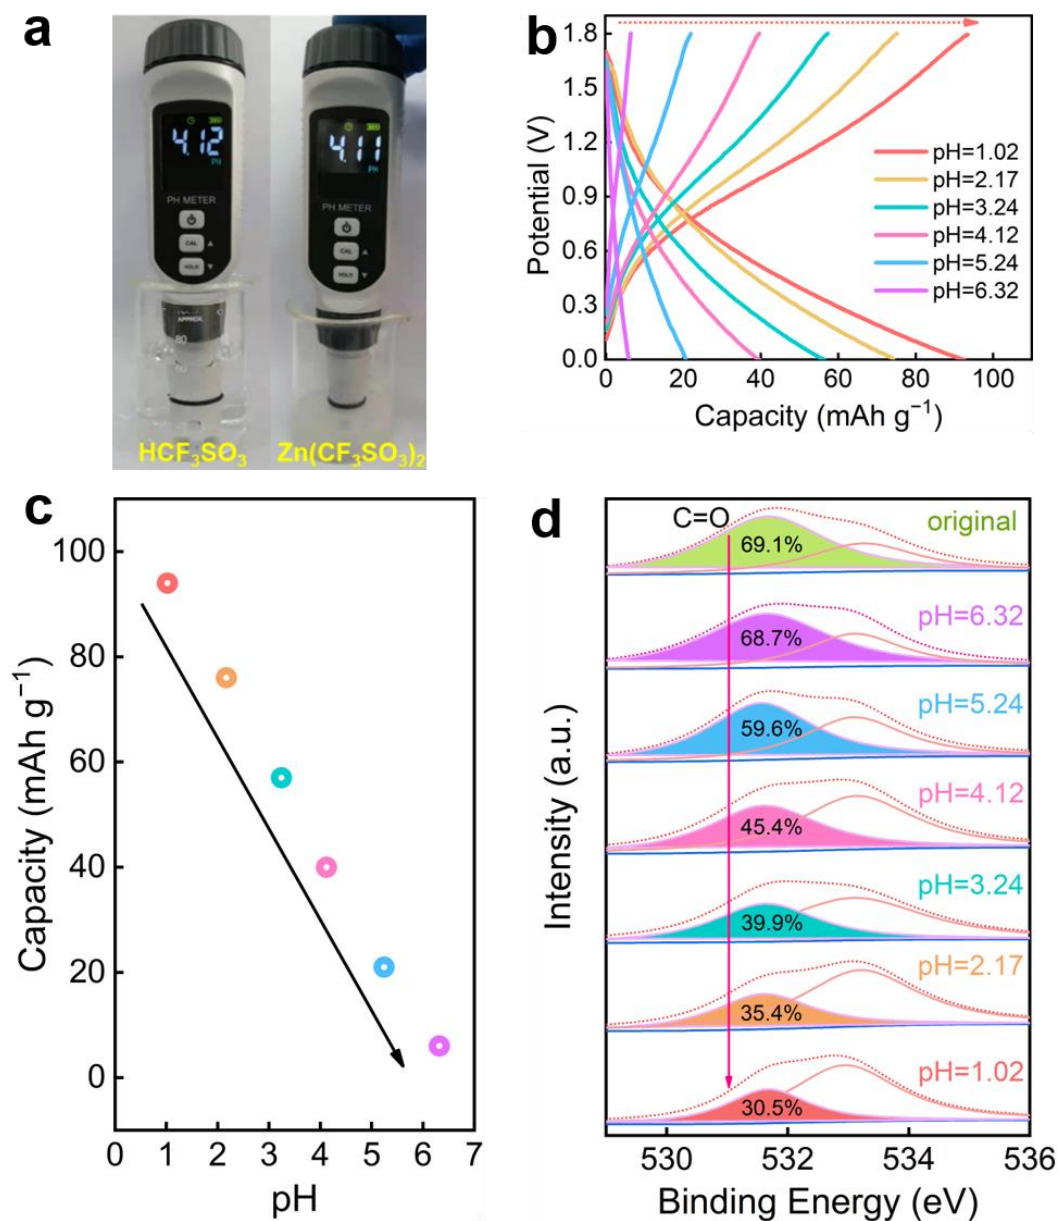 a
4.12
PH
PH METER
CAL
HOLD
APPROX.
80
HCF₃SO₃
4.11
PH
PH METER
CAL
HOLD
Zn(CF₃SO₃)₂
b
Potential (V)
1.8
1.5
1.2
0.9
0.6
0.3
0.0
0 20 40 60 80 100
Capacity (mAh g⁻¹)
pH=1.02
pH=2.17
pH=3.24
pH=4.12
pH=5.24
pH=6.32
c
Capacity (mAh g⁻¹)
100
80
60
40
20
0
0 1 2 3 4 5 6 7
pH
d
Intensity (a.u.)
C=O
original
69.1%
pH=6.32
68.7%
pH=5.24
59.6%
pH=4.12
45.4%
pH=3.24
39.9%
pH=2.17
35.4%
pH=1.02
30.5%
530 532 534 536
Binding Energy (eV)